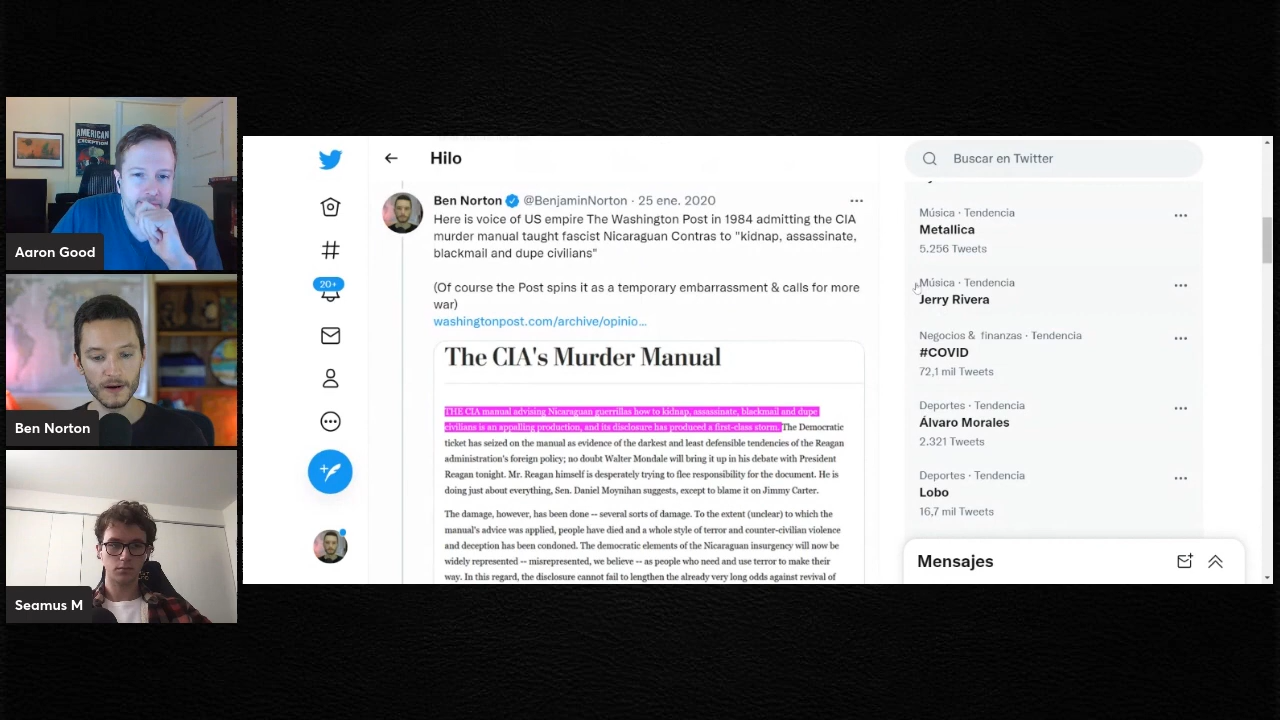 AMERICAN
EXCEPTION
Aaron Good
Ben Norton
Seamus M
20+
Hilo
Ben Norton @BenjaminNorton · 25 ene. 2020
Here is voice of US empire The Washington Post in 1984 admitting the CIA
murder manual taught fascist Nicaraguan Contras to "kidnap, assassinate,
blackmail and dupe civilians"
(Of course the Post spins it as a temporary embarrassment & calls for more
war)
washingtonpost.com/archive/opinio...
The CIA's Murder Manual
THE CIA manual advising Nicaraguan guerrillas how to kidnap, assassinate, blackmail and dupe
civilians is an appalling production, and its disclosure has produced a first-class storm. The Democratic
ticket has seized on the manual as evidence of the darkest and least defensible tendencies of the Reagan
administration's foreign policy; no doubt Walter Mondale will bring it up in his debate with President
Reagan tonight. Mr. Reagan himself is desperately trying to flee responsibility for the document. He is
doing just about everything, Sen. Daniel Moynihan suggests, except to blame it on Jimmy Carter.
The damage, however, has been done -- several sorts of damage. To the extent (unclear) to which the
manual's advice was applied, people have died and a whole style of terror and counter-civilian violence
and deception has been condoned. The democratic elements of the Nicaraguan insurgency will now be
widely represented -- misrepresented, we believe -- as people who need and use terror to make their
way. In this regard, the disclosure cannot fail to lengthen the already very long odds against revival of
Buscar en Twitter
Música · Tendencia
Metallica
5.256 Tweets
Música · Tendencia
Jerry Rivera
Negocios & finanzas · Tendencia
#COVID
72,1 mil Tweets
Deportes · Tendencia
Álvaro Morales
2.321 Tweets
Deportes · Tendencia
Lobo
16,7 mil Tweets
Mensajes